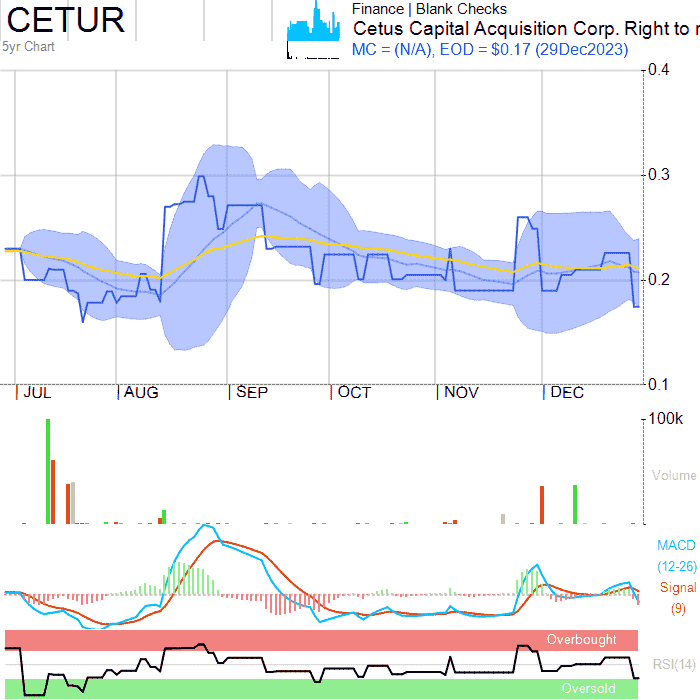 CETUR
5yr Chart
Finance | Blank Checks
Cetus Capital Acquisition Corp. Right to r
MC = (N/A), EOD = $0.17 (29Dec2023)
0.4
0.3
0.2
0.1
JUL AUG SEP OCT NOV DEC
100k
Volume
MACD
(12-26)
Signal
(9)
Overbought
RSI(14)
Oversold